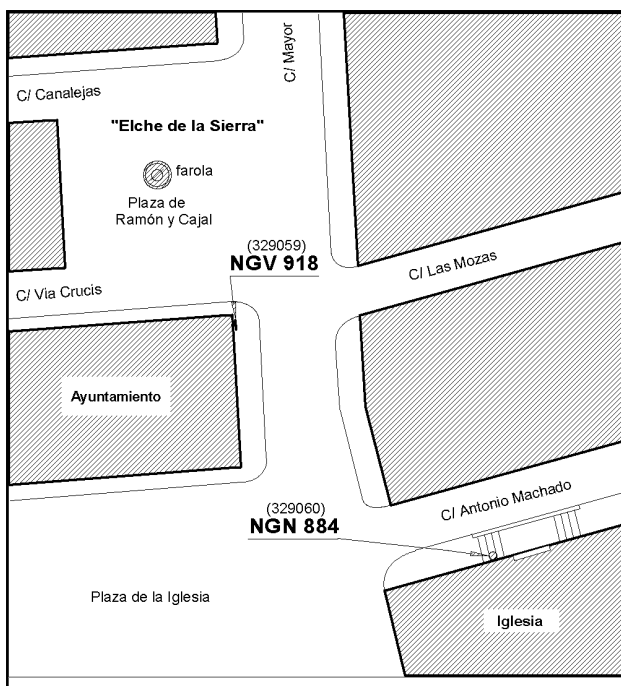 C/ Mayor
C/ Canalejas
"Elche de la Sierra"
farola
Plaza de
Ramón y Cajal
(329059)
NGV 918
C/ Las Mozas
C/ Via Crucis
Ayuntamiento
(329060)
NGN 884
C/ Antonio Machado
Plaza de la Iglesia
Iglesia